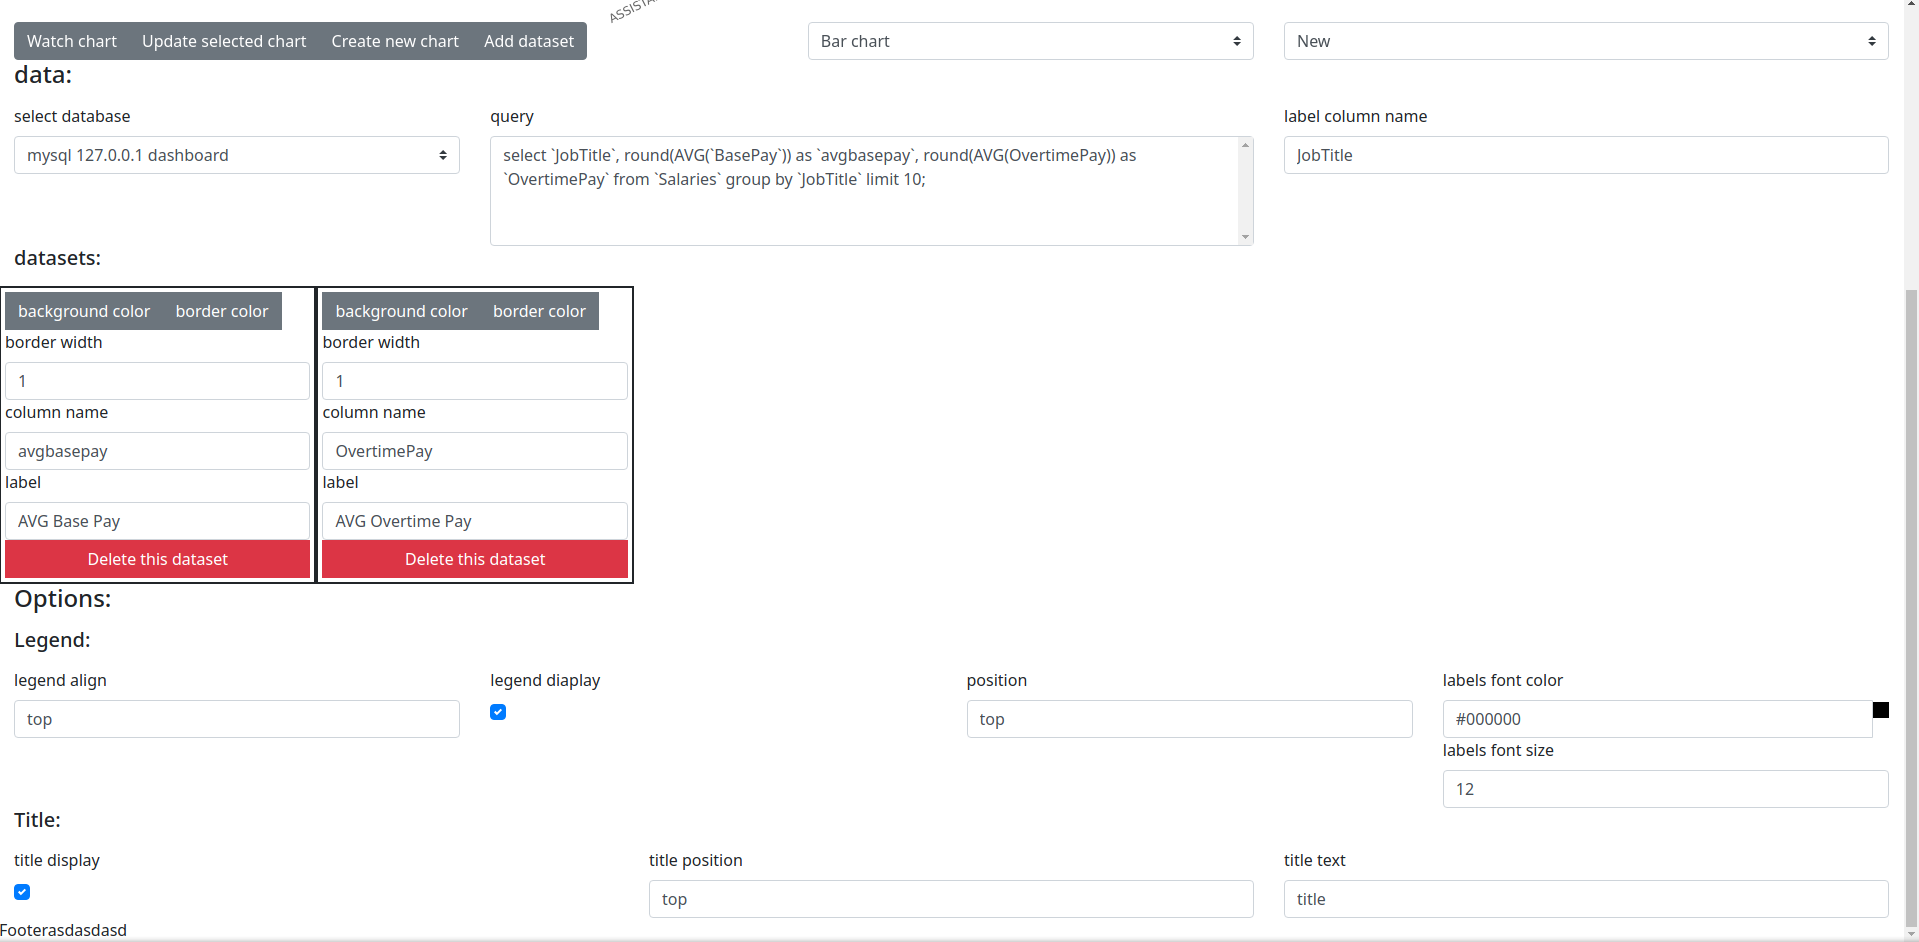 ASSISTA
Watch chart Update selected chart Create new chart Add dataset Bar chart New
data:
select database query label column name
mysql 127.0.0.1 dashboard
select `JobTitle`, round(AVG(`BasePay`)) as `avgbasepay`, round(AVG(OvertimePay)) as
`OvertimePay` from `Salaries` group by `JobTitle` limit 10;
JobTitle
datasets:
background color border color
border width
1
column name
avgbasepay
label
AVG Base Pay
Delete this dataset
background color border color
border width
1
column name
OvertimePay
label
AVG Overtime Pay
Delete this dataset
Options:
Legend:
legend align legend diaplay position labels font color
top top #000000
labels font size
12
Title:
title display title position title text
top title
Footerasdasdasd